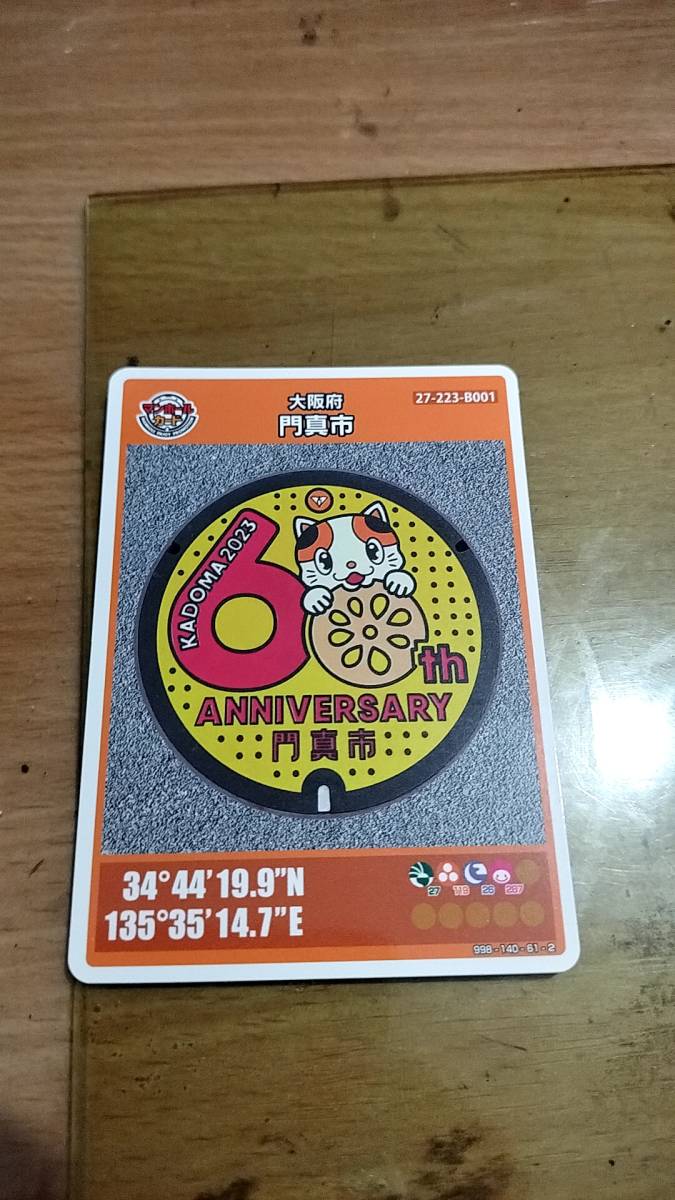 マンホール
カード
大阪府
門真市
27-223-B001
KADOMA 2023
60th
ANNIVERSARY
門真市
34°44'19.9"N
135°35'14.7"E
27 119 26 267
998-140-61-2